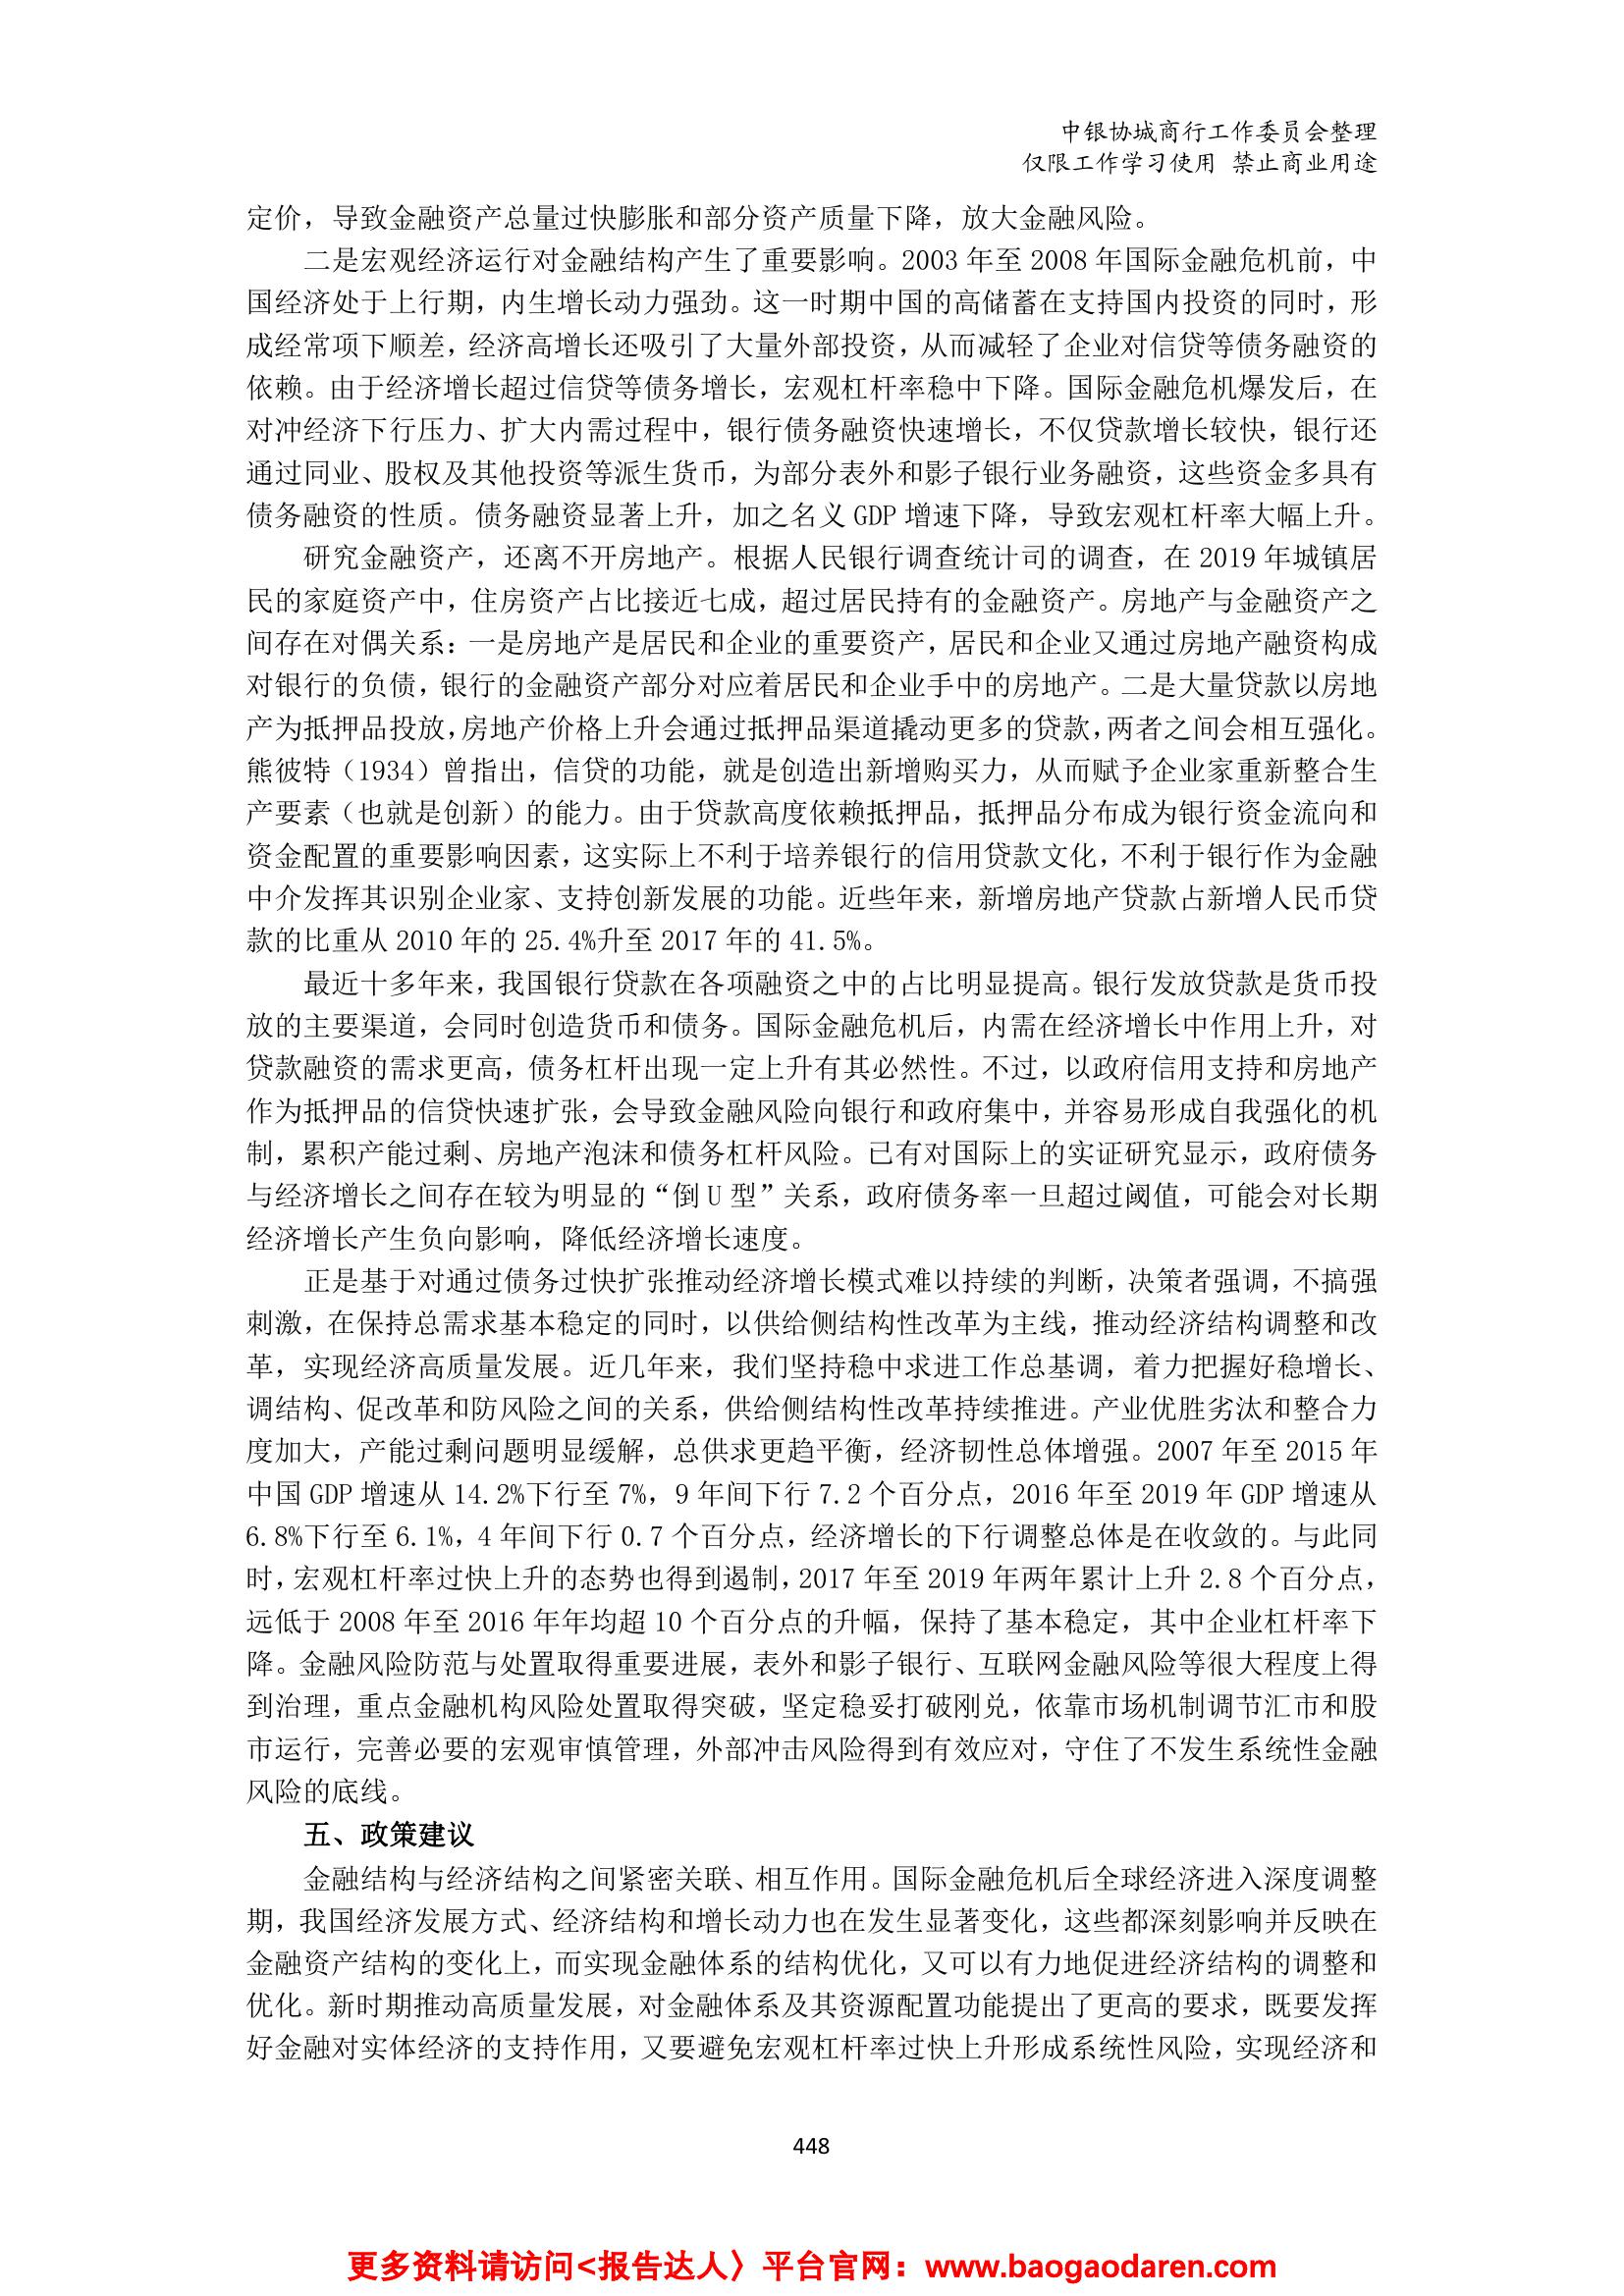 中银协城商行工作委员会整理
仅限工作学习使用 禁止商业用途
定价，导致金融资产总量过快膨胀和部分资产质量下降，放大金融风险。
二是宏观经济运行对金融结构产生了重要影响。2003 年至 2008 年国际金融危机前，中
国经济处于上行期，内生增长动力强劲。这一时期中国的高储蓄在支持国内投资的同时，形
成经常项下顺差，经济高增长还吸引了大量外部投资，从而减轻了企业对信贷等债务融资的
依赖。由于经济增长超过信贷等债务增长，宏观杠杆率稳中下降。国际金融危机爆发后，在
对冲经济下行压力、扩大内需过程中，银行债务融资快速增长，不仅贷款增长较快，银行还
通过同业、股权及其他投资等派生货币，为部分表外和影子银行业务融资，这些资金多具有
债务融资的性质。债务融资显著上升，加之名义 GDP 增速下降，导致宏观杠杆率大幅上升。
研究金融资产，还离不开房地产。根据人民银行调查统计司的调查，在 2019 年城镇居
民的家庭资产中，住房资产占比接近七成，超过居民持有的金融资产。房地产与金融资产之
间存在对偶关系：一是房地产是居民和企业的重要资产，居民和企业又通过房地产融资构成
对银行的负债，银行的金融资产部分对应着居民和企业手中的房地产。二是大量贷款以房地
产为抵押品投放，房地产价格上升会通过抵押品渠道撬动更多的贷款，两者之间会相互强化。
熊彼特（1934）曾指出，信贷的功能，就是创造出新增购买力，从而赋予企业家重新整合生
产要素（也就是创新）的能力。由于贷款高度依赖抵押品，抵押品分布成为银行资金流向和
资金配置的重要影响因素，这实际上不利于培养银行的信用贷款文化，不利于银行作为金融
中介发挥其识别企业家、支持创新发展的功能。近些年来，新增房地产贷款占新增人民币贷
款的比重从 2010 年的 25.4%升至 2017 年的 41.5%。
最近十多年来，我国银行贷款在各项融资之中的占比明显提高。银行发放贷款是货币投
放的主要渠道，会同时创造货币和债务。国际金融危机后，内需在经济增长中作用上升，对
贷款融资的需求更高，债务杠杆出现一定上升有其必然性。不过，以政府信用支持和房地产
作为抵押品的信贷快速扩张，会导致金融风险向银行和政府集中，并容易形成自我强化的机
制，累积产能过剩、房地产泡沫和债务杠杆风险。已有对国际上的实证研究显示，政府债务
与经济增长之间存在较为明显的“倒 U 型”关系，政府债务率一旦超过阈值，可能会对长期
经济增长产生负向影响，降低经济增长速度。
正是基于对通过债务过快扩张推动经济增长模式难以持续的判断，决策者强调，不搞强
刺激，在保持总需求基本稳定的同时，以供给侧结构性改革为主线，推动经济结构调整和改
革，实现经济高质量发展。近几年来，我们坚持稳中求进工作总基调，着力把握好稳增长、
调结构、促改革和防风险之间的关系，供给侧结构性改革持续推进。产业优胜劣汰和整合力
度加大，产能过剩问题明显缓解，总供求更趋平衡，经济韧性总体增强。2007 年至 2015 年
中国 GDP 增速从 14.2%下行至 7%，9 年间下行 7.2 个百分点，2016 年至 2019 年 GDP 增速从
6.8%下行至 6.1%，4 年间下行 0.7 个百分点，经济增长的下行调整总体是在收敛的。与此同
时，宏观杠杆率过快上升的态势也得到遏制，2017 年至 2019 年两年累计上升 2.8 个百分点，
远低于 2008 年至 2016 年年均超 10 个百分点的升幅，保持了基本稳定，其中企业杠杆率下
降。金融风险防范与处置取得重要进展，表外和影子银行、互联网金融风险等很大程度上得
到治理，重点金融机构风险处置取得突破，坚定稳妥打破刚兑，依靠市场机制调节汇市和股
市运行，完善必要的宏观审慎管理，外部冲击风险得到有效应对，守住了不发生系统性金融
风险的底线。
五、政策建议
金融结构与经济结构之间紧密关联、相互作用。国际金融危机后全球经济进入深度调整
期，我国经济发展方式、经济结构和增长动力也在发生显著变化，这些都深刻影响并反映在
金融资产结构的变化上，而实现金融体系的结构优化，又可以有力地促进经济结构的调整和
优化。新时期推动高质量发展，对金融体系及其资源配置功能提出了更高的要求，既要发挥
好金融对实体经济的支持作用，又要避免宏观杠杆率过快上升形成系统性风险，实现经济和
448
更多资料请访问<报告达人〉平台官网：www.baogaodaren.com